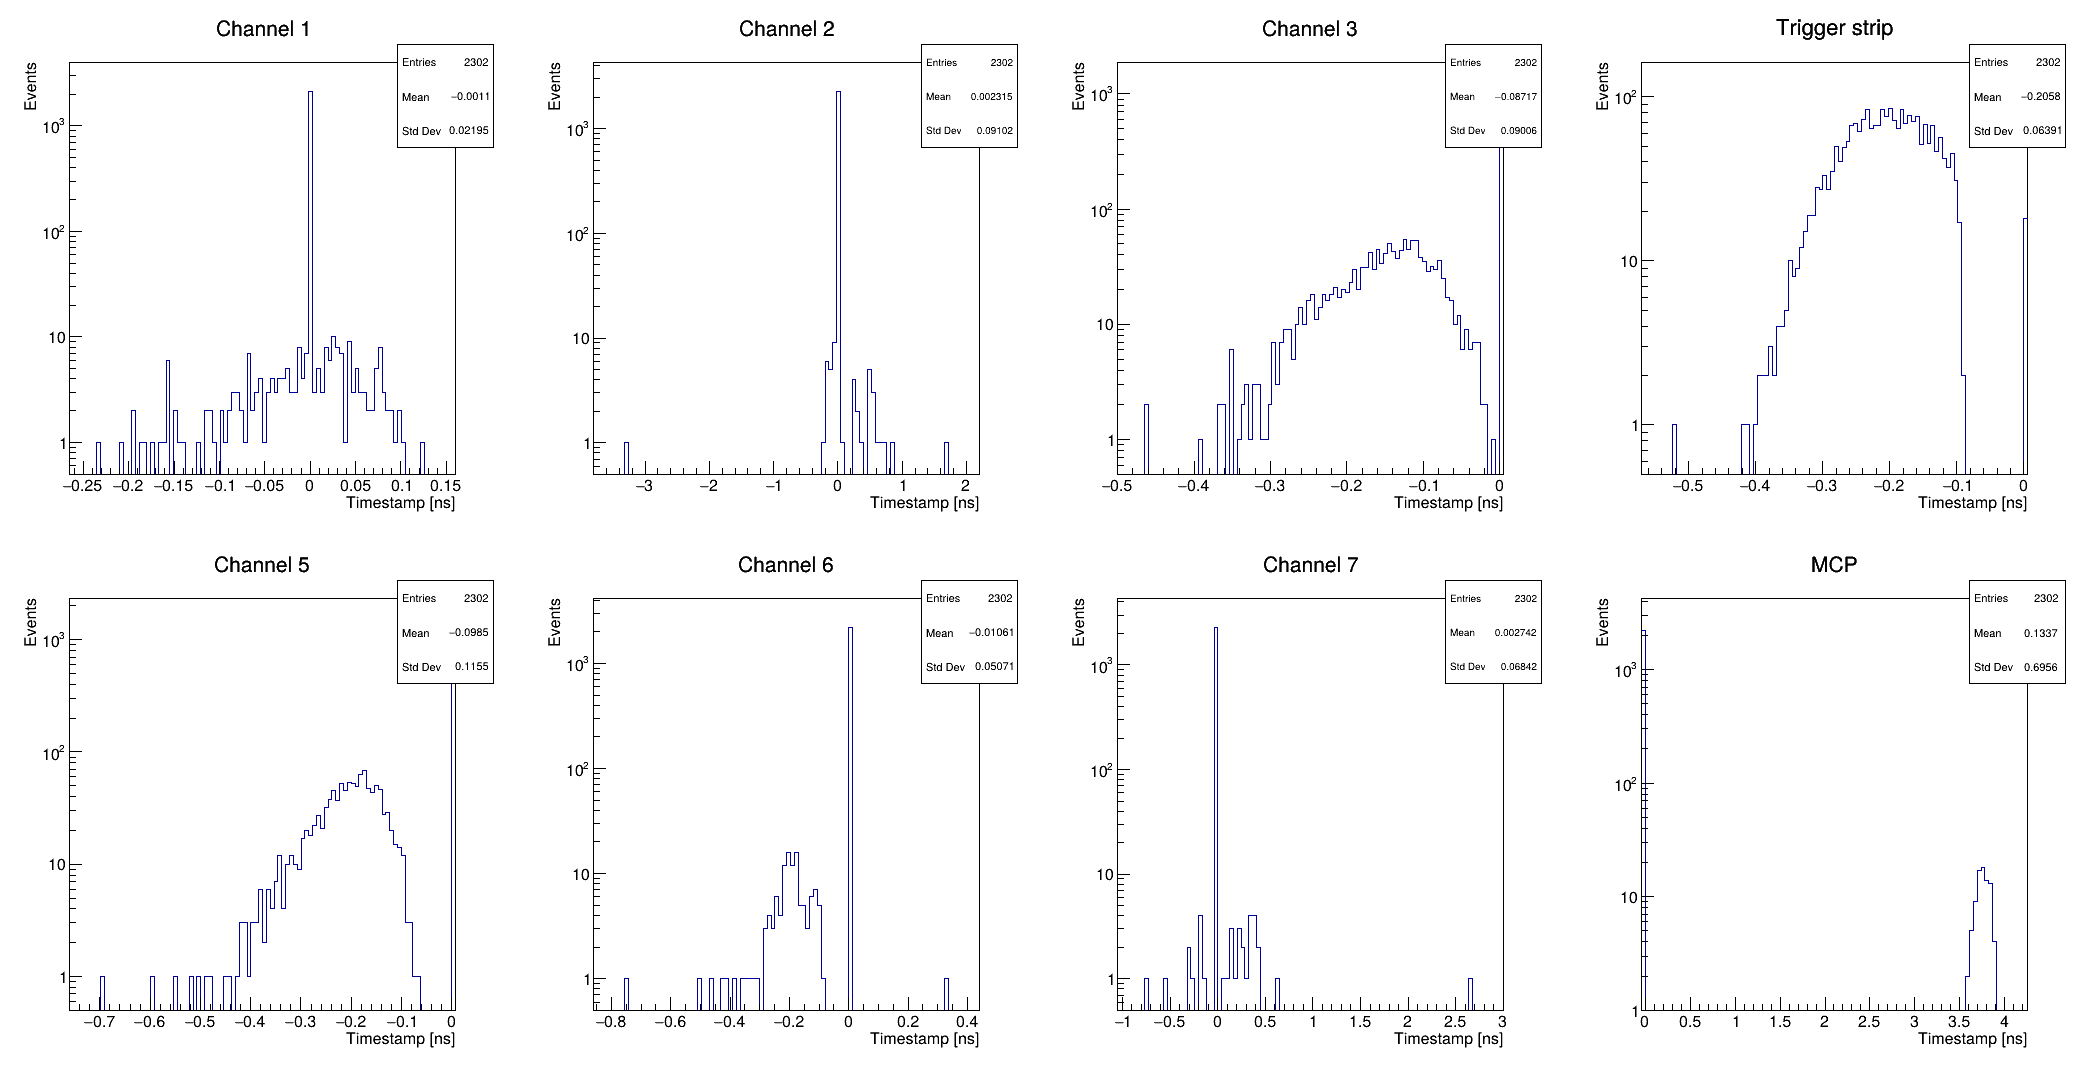 Channel 1
Events
Entries 2302
Mean −0.0011
Std Dev 0.02195
10³
10²
10
1
−0.25 −0.2 −0.15 −0.1 −0.05 0 0.05 0.1 0.15
Timestamp [ns]
Channel 2
Events
Entries 2302
Mean 0.002315
Std Dev 0.09102
10³
10²
10
1
−3 −2 −1 0 1 2
Timestamp [ns]
Channel 3
Events
Entries 2302
Mean −0.08717
Std Dev 0.09006
10³
10²
10
1
−0.5 −0.4 −0.3 −0.2 −0.1 0
Timestamp [ns]
Trigger strip
Events
Entries 2302
Mean −0.2058
Std Dev 0.06391
10²
10
1
−0.5 −0.4 −0.3 −0.2 −0.1 0
Timestamp [ns]
Channel 5
Events
Entries 2302
Mean −0.0985
Std Dev 0.1155
10³
10²
10
1
−0.7 −0.6 −0.5 −0.4 −0.3 −0.2 −0.1 0
Timestamp [ns]
Channel 6
Events
Entries 2302
Mean −0.01061
Std Dev 0.05071
10³
10²
10
1
−0.8 −0.6 −0.4 −0.2 0 0.2 0.4
Timestamp [ns]
Channel 7
Events
Entries 2302
Mean 0.002742
Std Dev 0.06842
10³
10²
10
1
−1 −0.5 0 0.5 1 1.5 2 2.5 3
Timestamp [ns]
MCP
Events
Entries 2302
Mean 0.1337
Std Dev 0.6956
10³
10²
10
1
0 0.5 1 1.5 2 2.5 3 3.5 4
Timestamp [ns]